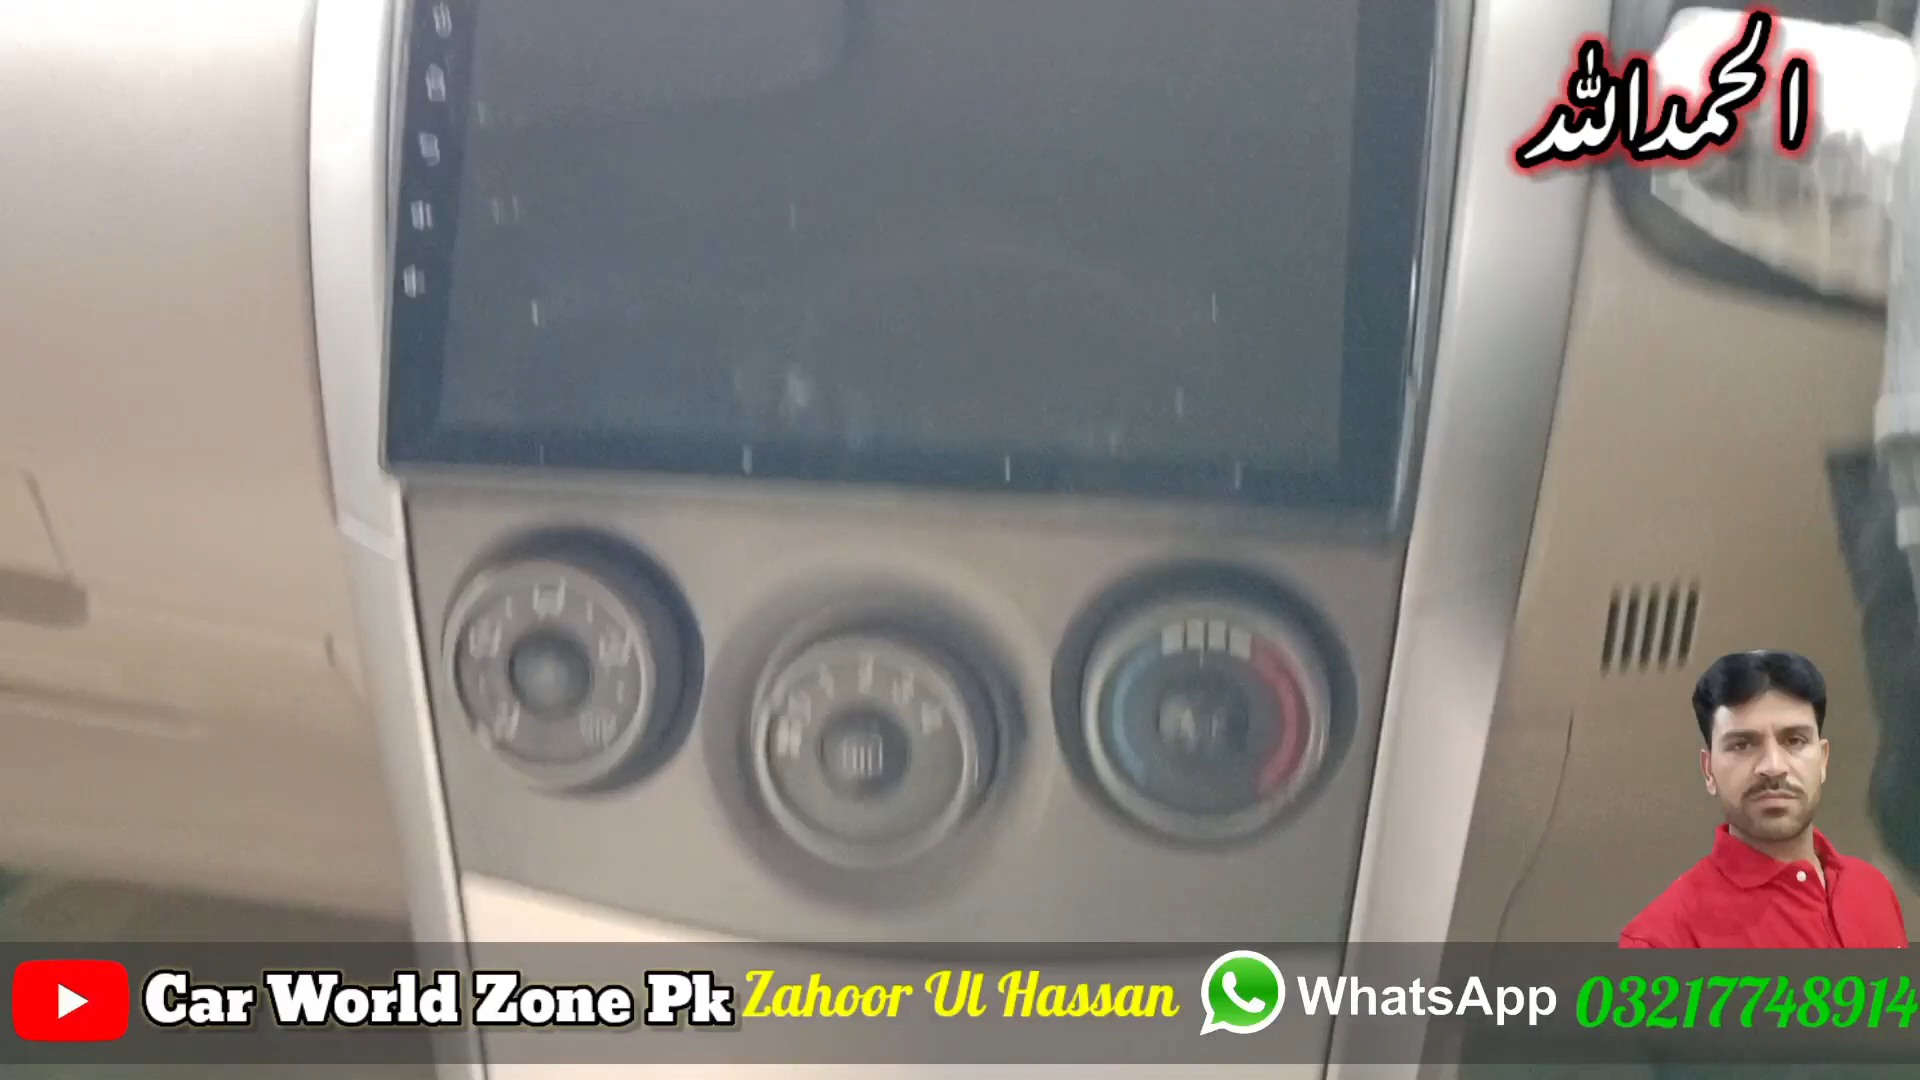 الحمدالله
Car World Zone Pk Zahoor Ul Hassan WhatsApp 03217748914
A/C